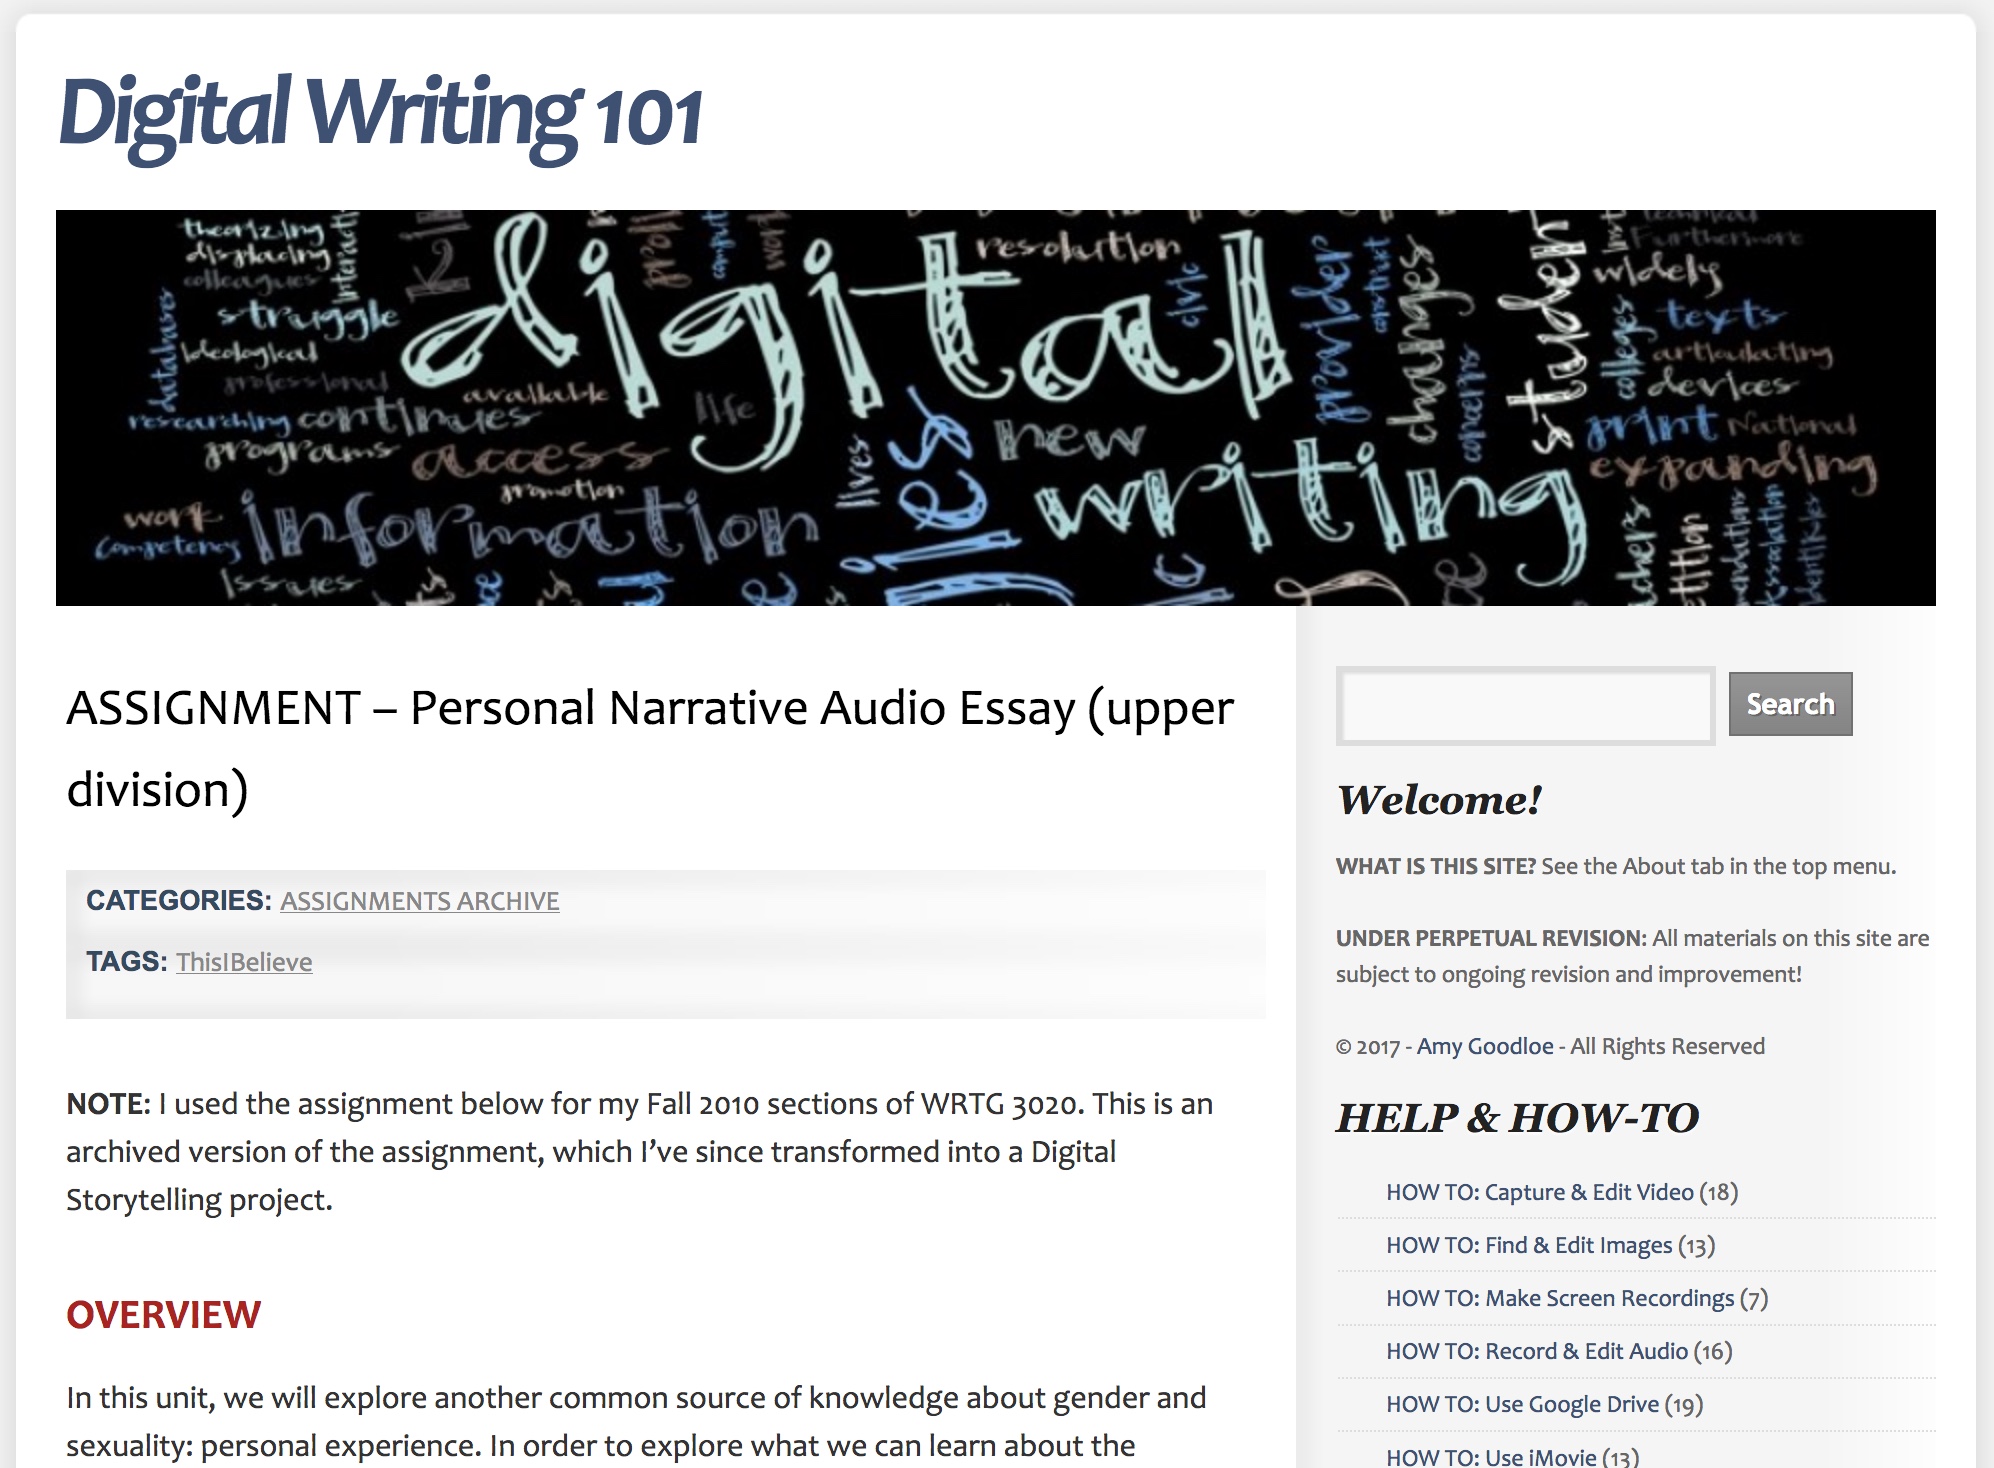 Digital Writing 101
theorizing
displacing
colleagues
struggle
ideological
professional
databases
researching
continues
available
programs
access
promotion
work
competency
information
issues
life
digital
resolution
civic
new
lives
writing
provider
construct
changes
concerns
student
colleges
Furthermore
widely
texts
articulating
devices
print
National
expanding
ASSIGNMENT – Personal Narrative Audio Essay (upper
division)
CATEGORIES: ASSIGNMENTS ARCHIVE
TAGS: ThisIBelieve
NOTE: I used the assignment below for my Fall 2010 sections of WRTG 3020. This is an
archived version of the assignment, which I’ve since transformed into a Digital
Storytelling project.
OVERVIEW
In this unit, we will explore another common source of knowledge about gender and
sexuality: personal experience. In order to explore what we can learn about the
Search
Welcome!
WHAT IS THIS SITE? See the About tab in the top menu.
UNDER PERPETUAL REVISION: All materials on this site are
subject to ongoing revision and improvement!
© 2017 - Amy Goodloe - All Rights Reserved
HELP & HOW-TO
HOW TO: Capture & Edit Video (18)
HOW TO: Find & Edit Images (13)
HOW TO: Make Screen Recordings (7)
HOW TO: Record & Edit Audio (16)
HOW TO: Use Google Drive (19)
HOW TO: Use iMovie (13)